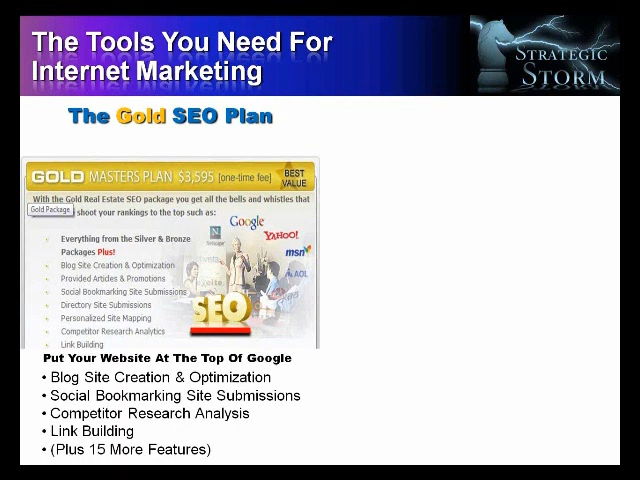 The Tools You Need For
Internet Marketing
STRATEGIC
STORM
The Gold SEO Plan
GOLD MASTERS PLAN $3,595 [one-time fee]
BEST
VALUE
With the Gold Real Estate SEO package you get all the bells and whistles that
Gold Package
shoot your rankings to the top such as:
Google
YAHOO!
msn
AOL
Everything from the Silver & Bronze
Packages Plus!
Blog Site Creation & Optimization
Provided Articles & Promotions
Social Bookmarking Site Submissions
Directory Site Submissions
Personalized Site Mapping
Competitor Research Analytics
Link Building
SEO
Put Your Website At The Top Of Google
• Blog Site Creation & Optimization
• Social Bookmarking Site Submissions
• Competitor Research Analysis
• Link Building
• (Plus 15 More Features)